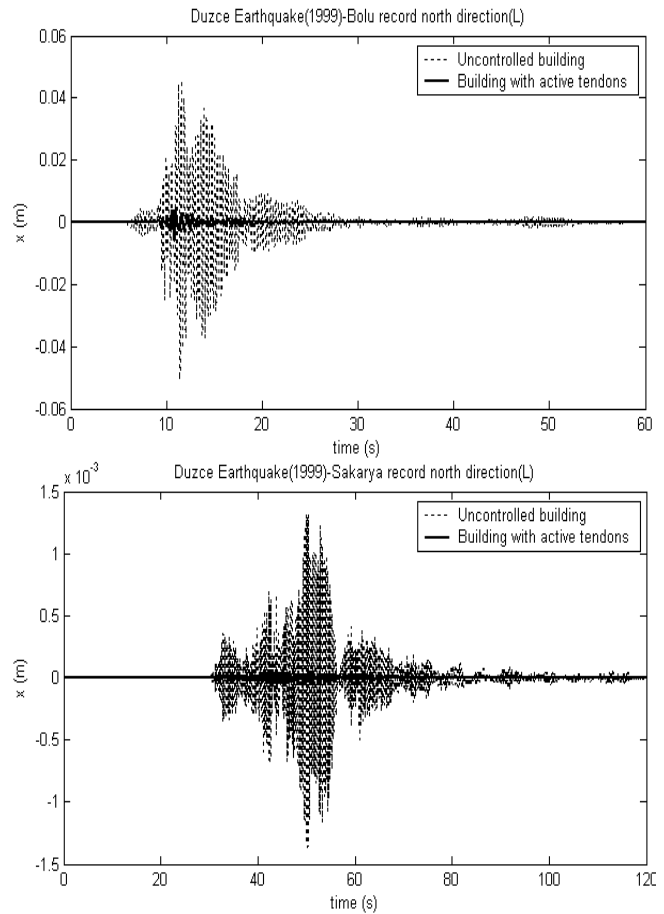 Duzce Earthquake(1999)-Bolu record north direction(L)
0.06
0.04
0.02
0
-0.02
-0.04
-0.06
x (m)
Uncontrolled building
Building with active tendons
0 10 20 30 40 50 60
time (s)
x 10^-3
Duzce Earthquake(1999)-Sakarya record north direction(L)
1.5
1
0.5
0
-0.5
-1
-1.5
x (m)
Uncontrolled building
Building with active tendons
0 20 40 60 80 100 120
time (s)